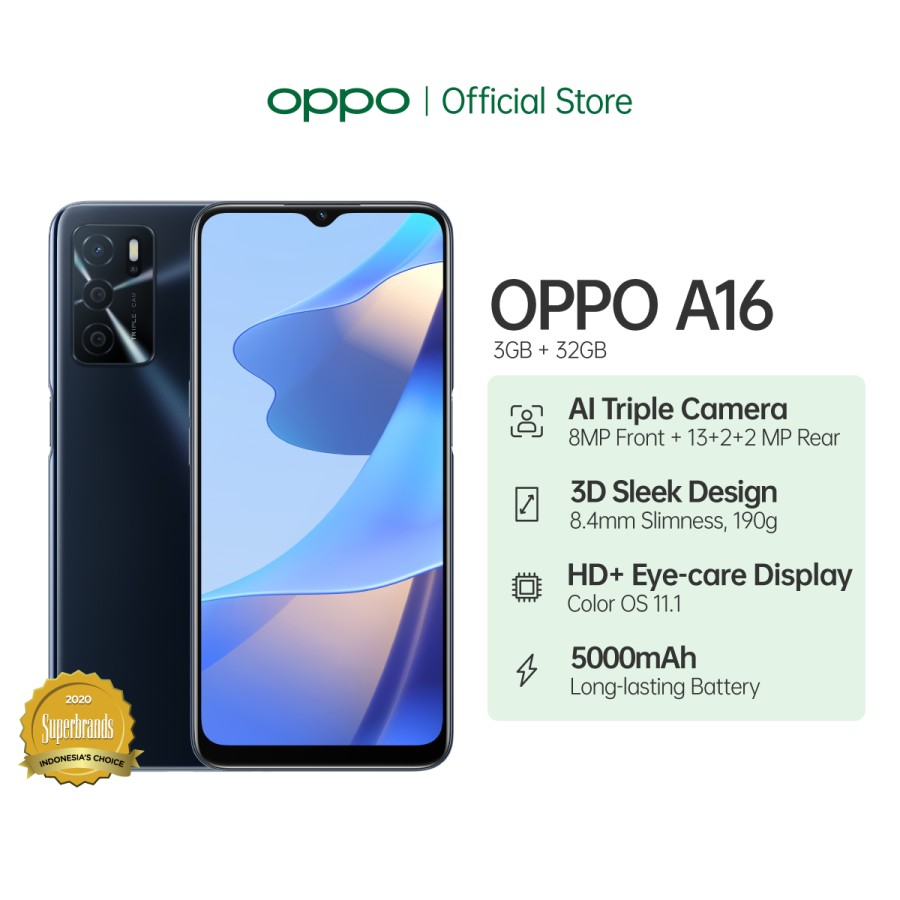 oppo | Official Store
OPPO A16
3GB + 32GB
AI Triple Camera
8MP Front + 13+2+2 MP Rear
3D Sleek Design
8.4mm Slimness, 190g
HD+ Eye-care Display
Color OS 11.1
5000mAh
Long-lasting Battery
TRIPLE-CAM
2020
Superbrands
INDONESIA'S CHOICE